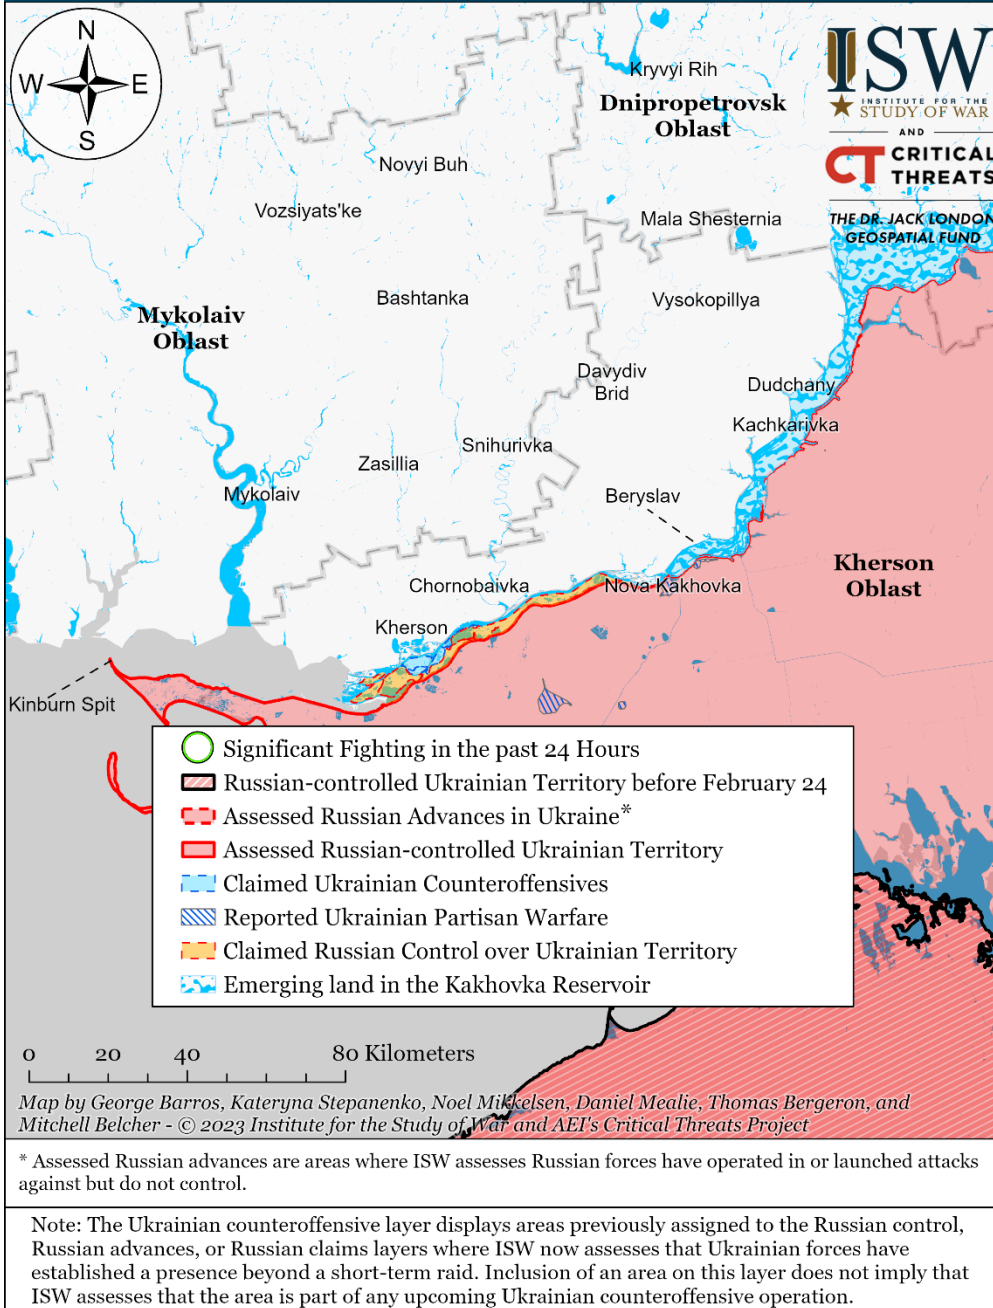 N
W
E
S
ISW
INSTITUTE FOR THE
STUDY OF WAR
AND
CT CRITICAL
THREATS
THE DR. JACK LONDON
GEOSPATIAL FUND
Kryvyi Rih
Dnipropetrovsk
Oblast
Novyi Buh
Vozsiyats'ke
Mala Shesternia
Bashtanka
Vysokopillya
Mykolaiv
Oblast
Davydiv
Brid
Dudchany
Kachkarivka
Snihurivka
Zasillia
Mykolaiv
Beryslav
Kherson
Oblast
Chornobaivka
Nova Kakhovka
Kherson
Kinburn Spit
Significant Fighting in the past 24 Hours
Russian-controlled Ukrainian Territory before February 24
Assessed Russian Advances in Ukraine*
Assessed Russian-controlled Ukrainian Territory
Claimed Ukrainian Counteroffensives
Reported Ukrainian Partisan Warfare
Claimed Russian Control over Ukrainian Territory
Emerging land in the Kakhovka Reservoir
0 20 40 80 Kilometers
Map by George Barros, Kateryna Stepanenko, Noel Mikkelsen, Daniel Mealie, Thomas Bergeron, and
Mitchell Belcher - © 2023 Institute for the Study of War and AEI's Critical Threats Project
* Assessed Russian advances are areas where ISW assesses Russian forces have operated in or launched attacks
against but do not control.
Note: The Ukrainian counteroffensive layer displays areas previously assigned to the Russian control,
Russian advances, or Russian claims layers where ISW now assesses that Ukrainian forces have
established a presence beyond a short-term raid. Inclusion of an area on this layer does not imply that
ISW assesses that the area is part of any upcoming Ukrainian counteroffensive operation.